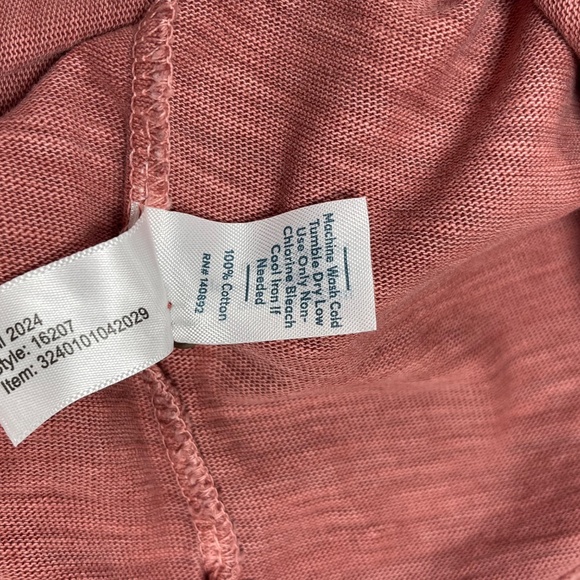 Machine Wash Cold
Tumble Dry Low
Use Only Non-
Chlorine Bleach
Cool Iron If
Needed
100% Cotton
RN# 140892
2024
Style: 16207
Item: 3240101042029